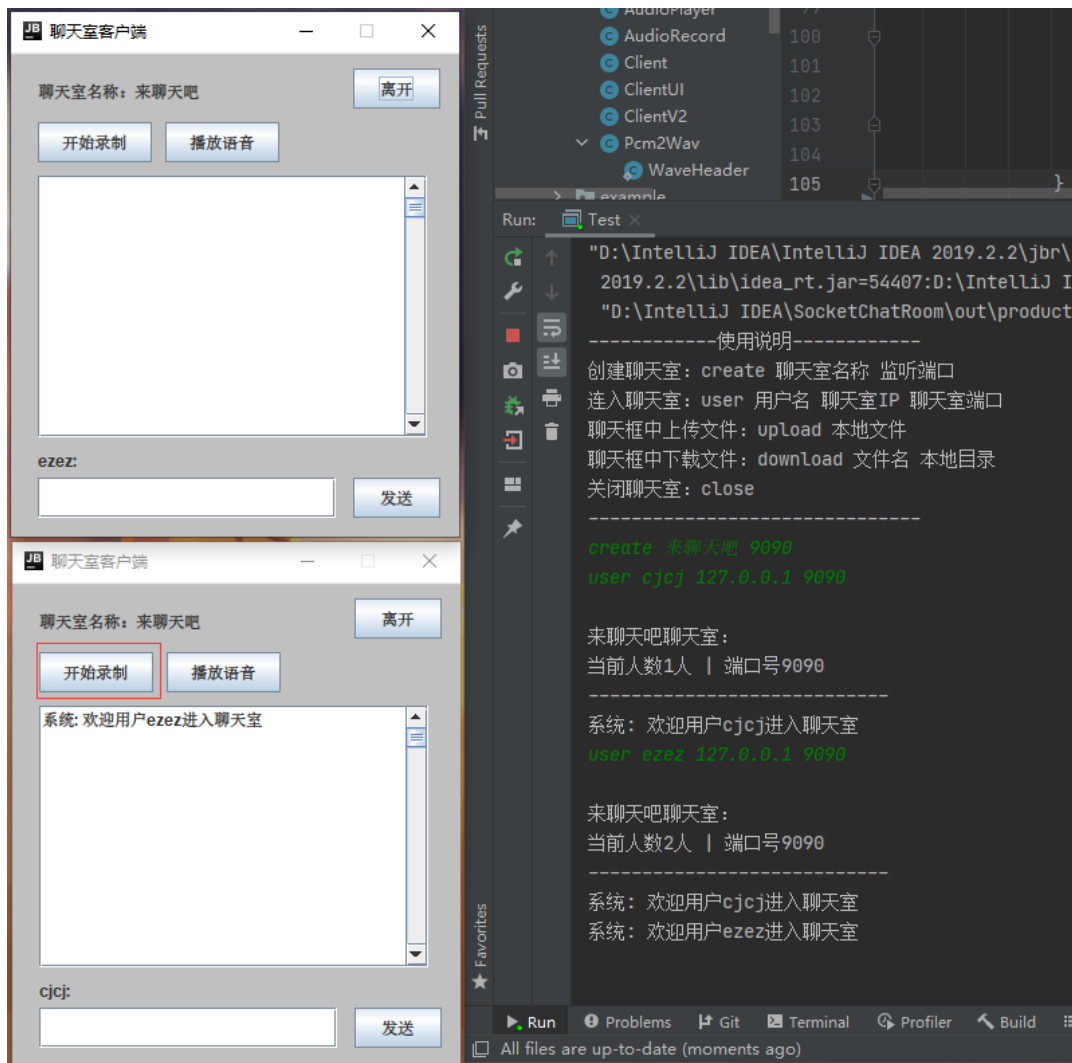 聊天室客户端
聊天室名称：来聊天吧
离开
开始录制
播放语音
ezez:
发送
聊天室客户端
聊天室名称：来聊天吧
离开
开始录制
播放语音
系统: 欢迎用户ezez进入聊天室
cjcj:
发送
Pull Requests
AudioPlayer
AudioRecord
Client
ClientUI
ClientV2
Pcm2Wav
WaveHeader
example
100
101
102
103
104
105
}
Run:
Test
"D:\IntelliJ IDEA\IntelliJ IDEA 2019.2.2\jbr\
2019.2.2\lib\idea_rt.jar=54407:D:\IntelliJ I
"D:\IntelliJ IDEA\SocketChatRoom\out\product
------------使用说明------------
创建聊天室：create 聊天室名称 监听端口
连入聊天室：user 用户名 聊天室IP 聊天室端口
聊天框中上传文件：upload 本地文件
聊天框中下载文件：download 文件名 本地目录
关闭聊天室：close
-------------------------------
create 来聊天吧 9090
user cjcj 127.0.0.1 9090
来聊天吧聊天室：
当前人数1人 | 端口号9090
----------------------------
系统: 欢迎用户cjcj进入聊天室
user ezez 127.0.0.1 9090
来聊天吧聊天室：
当前人数2人 | 端口号9090
----------------------------
系统: 欢迎用户cjcj进入聊天室
系统: 欢迎用户ezez进入聊天室
Favorites
Run
Problems
Git
Terminal
Profiler
Build
All files are up-to-date (moments ago)